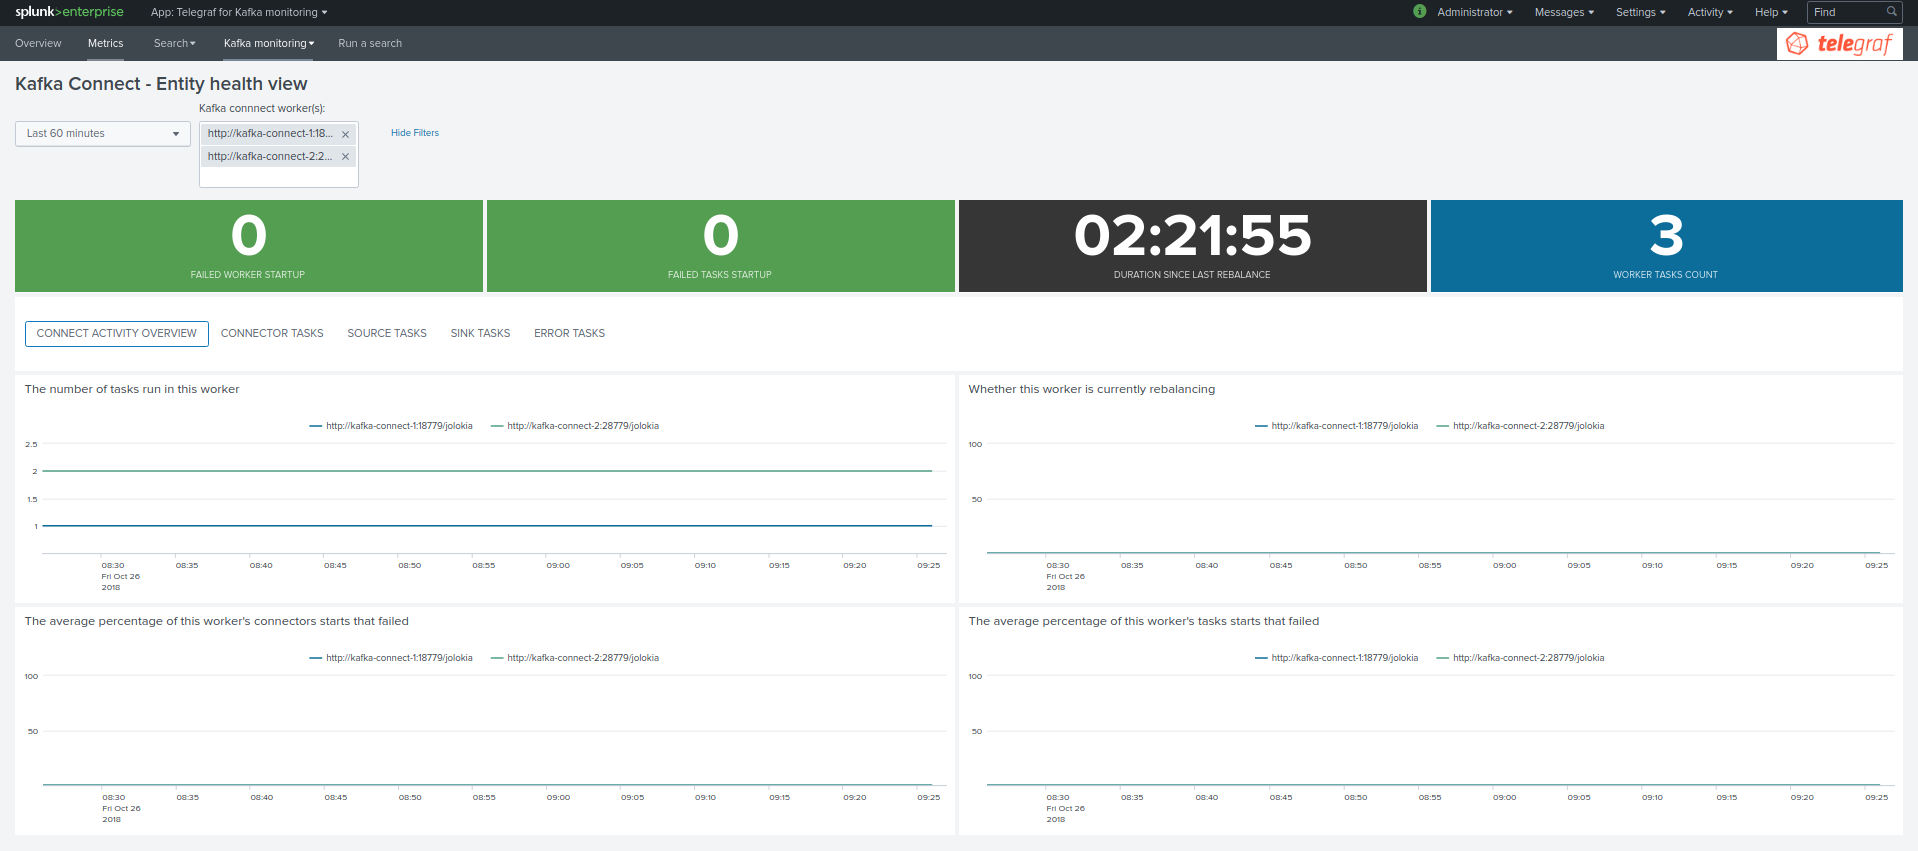 splunk>enterprise App: Telegraf for Kafka monitoring Administrator Messages Settings Activity Help Find
Overview Metrics Search Kafka monitoring Run a search
telegraf
Kafka Connect - Entity health view
Kafka connnect worker(s):
Last 60 minutes
http://kafka-connect-1:18...
http://kafka-connect-2:2...
Hide Filters
0
FAILED WORKER STARTUP
0
FAILED TASKS STARTUP
02:21:55
DURATION SINCE LAST REBALANCE
3
WORKER TASKS COUNT
CONNECT ACTIVITY OVERVIEW CONNECTOR TASKS SOURCE TASKS SINK TASKS ERROR TASKS
The number of tasks run in this worker
http://kafka-connect-1:18779/jolokia http://kafka-connect-2:28779/jolokia
2.5
2
1.5
1
08:30 08:35 08:40 08:45 08:50 08:55 09:00 09:05 09:10 09:15 09:20 09:25
Fri Oct 26
2018
Whether this worker is currently rebalancing
http://kafka-connect-1:18779/jolokia http://kafka-connect-2:28779/jolokia
100
50
08:30 08:35 08:40 08:45 08:50 08:55 09:00 09:05 09:10 09:15 09:20 09:25
Fri Oct 26
2018
The average percentage of this worker's connectors starts that failed
http://kafka-connect-1:18779/jolokia http://kafka-connect-2:28779/jolokia
100
50
08:30 08:35 08:40 08:45 08:50 08:55 09:00 09:05 09:10 09:15 09:20 09:25
Fri Oct 26
2018
The average percentage of this worker's tasks starts that failed
http://kafka-connect-1:18779/jolokia http://kafka-connect-2:28779/jolokia
100
50
08:30 08:35 08:40 08:45 08:50 08:55 09:00 09:05 09:10 09:15 09:20 09:25
Fri Oct 26
2018